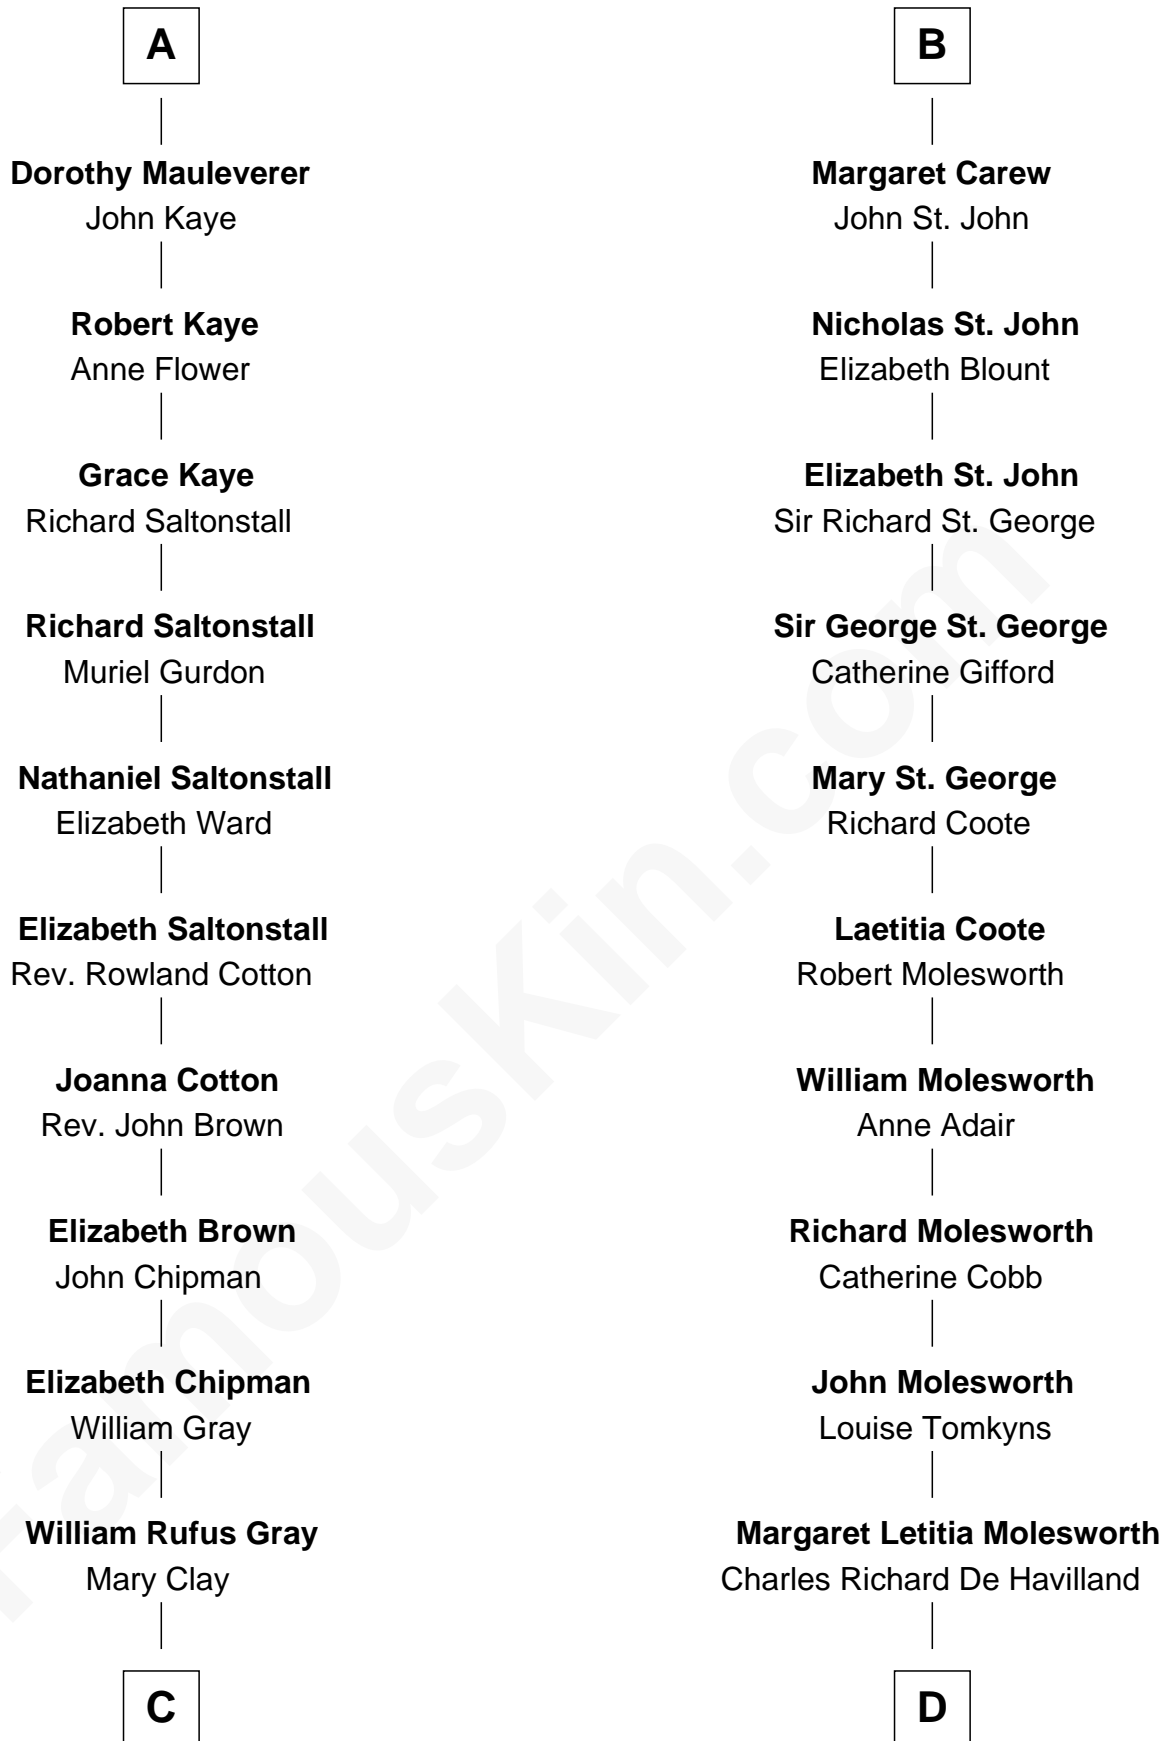 A
Dorothy Mauleverer
John Kaye
Robert Kaye
Anne Flower
Grace Kaye
Richard Saltonstall
Richard Saltonstall
Muriel Gurdon
Nathaniel Saltonstall
Elizabeth Ward
Elizabeth Saltonstall
Rev. Rowland Cotton
Joanna Cotton
Rev. John Brown
Elizabeth Brown
John Chipman
Elizabeth Chipman
William Gray
William Rufus Gray
Mary Clay
C
B
Margaret Carew
John St. John
Nicholas St. John
Elizabeth Blount
Elizabeth St. John
Sir Richard St. George
Sir George St. George
Catherine Gifford
Mary St. George
Richard Coote
Laetitia Coote
Robert Molesworth
William Molesworth
Anne Adair
Richard Molesworth
Catherine Cobb
John Molesworth
Louise Tomkyns
Margaret Letitia Molesworth
Charles Richard De Havilland
D
FamousKin.com